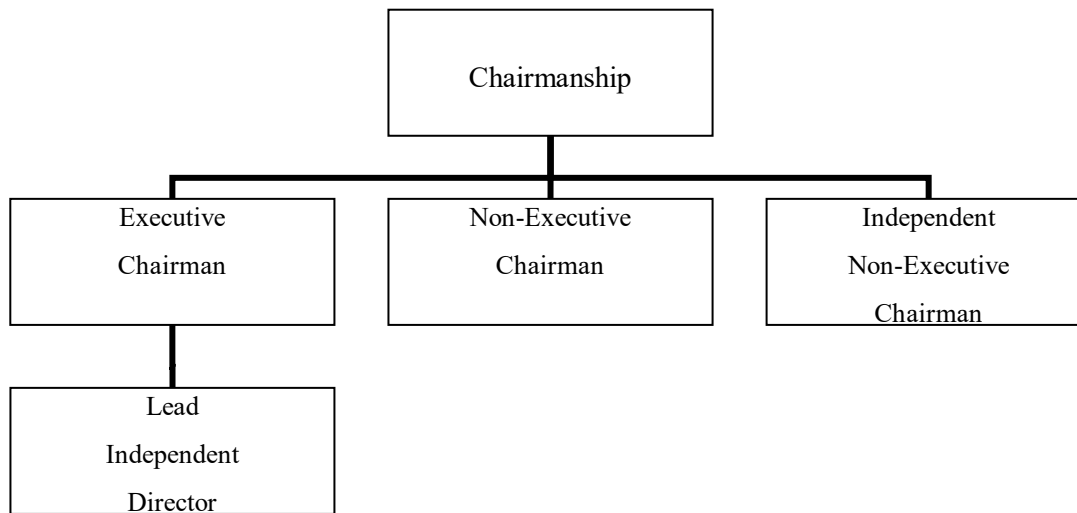 Chairmanship
Executive
Chairman
Non-Executive
Chairman
Independent
Non-Executive
Chairman
Lead
Independent
Director